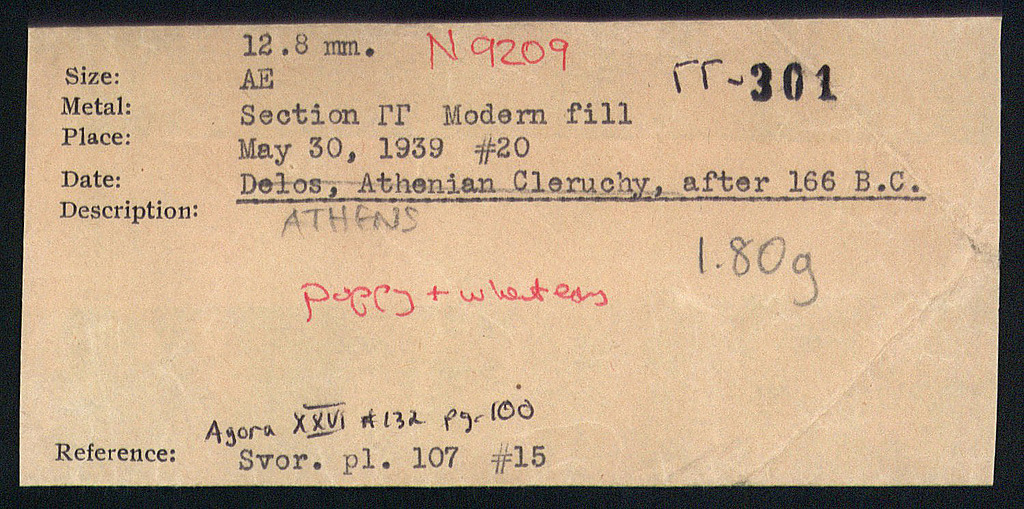 12.8 mm. N 9209
Size: AE ΓΓ-301
Metal: Section ΓΓ Modern fill
Place: May 30, 1939 #20
Date: Delos, Athenian Cleruchy, after 166 B.C.
Description: ATHENS
1.80g
poppy + wheat ears
Agora XXVI #132 pg. 100
Reference: Svor. pl. 107 #15